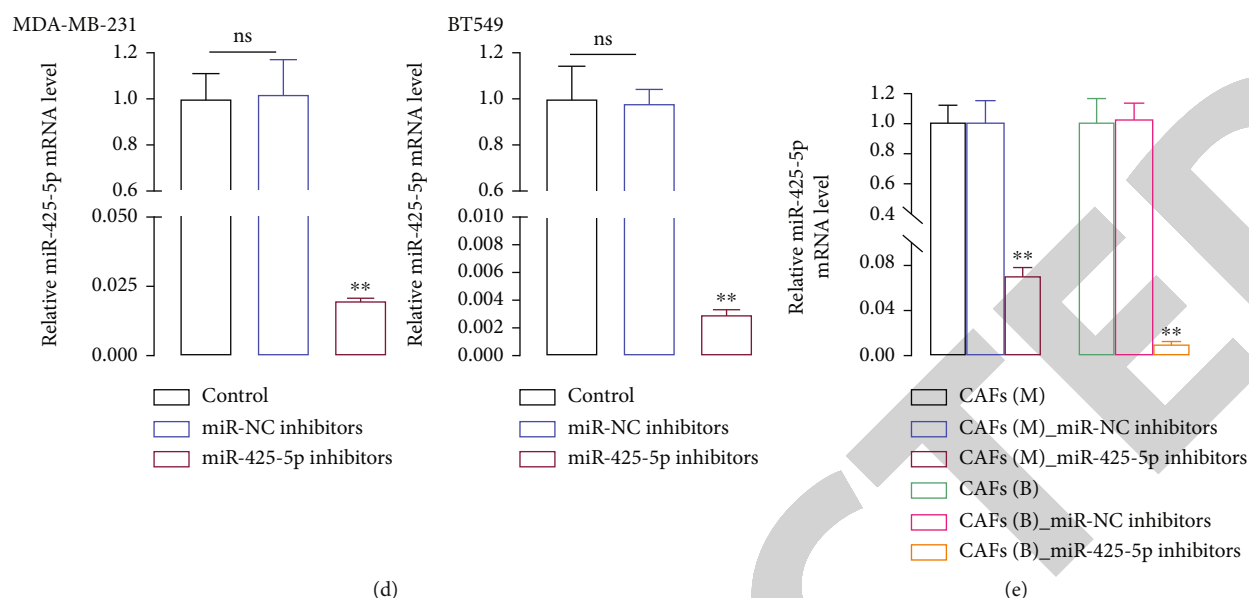 MDA-MB-231
Relative miR-425-5p mRNA level
1.2
1.0
0.8
0.6
0.050
0.025
0.000
ns
**
Control
miR-NC inhibitors
miR-425-5p inhibitors
BT549
Relative miR-425-5p mRNA level
1.2
1.0
0.8
0.6
0.010
0.008
0.006
0.004
0.002
0.000
ns
**
Control
miR-NC inhibitors
miR-425-5p inhibitors
(d)
Relative miR-425-5p
mRNA level
1.2
1.0
0.8
0.6
0.4
0.08
0.04
0.00
**
**
CAFs (M)
CAFs (M)_miR-NC inhibitors
CAFs (M)_miR-425-5p inhibitors
CAFs (B)
CAFs (B)_miR-NC inhibitors
CAFs (B)_miR-425-5p inhibitors
(e)
CTED